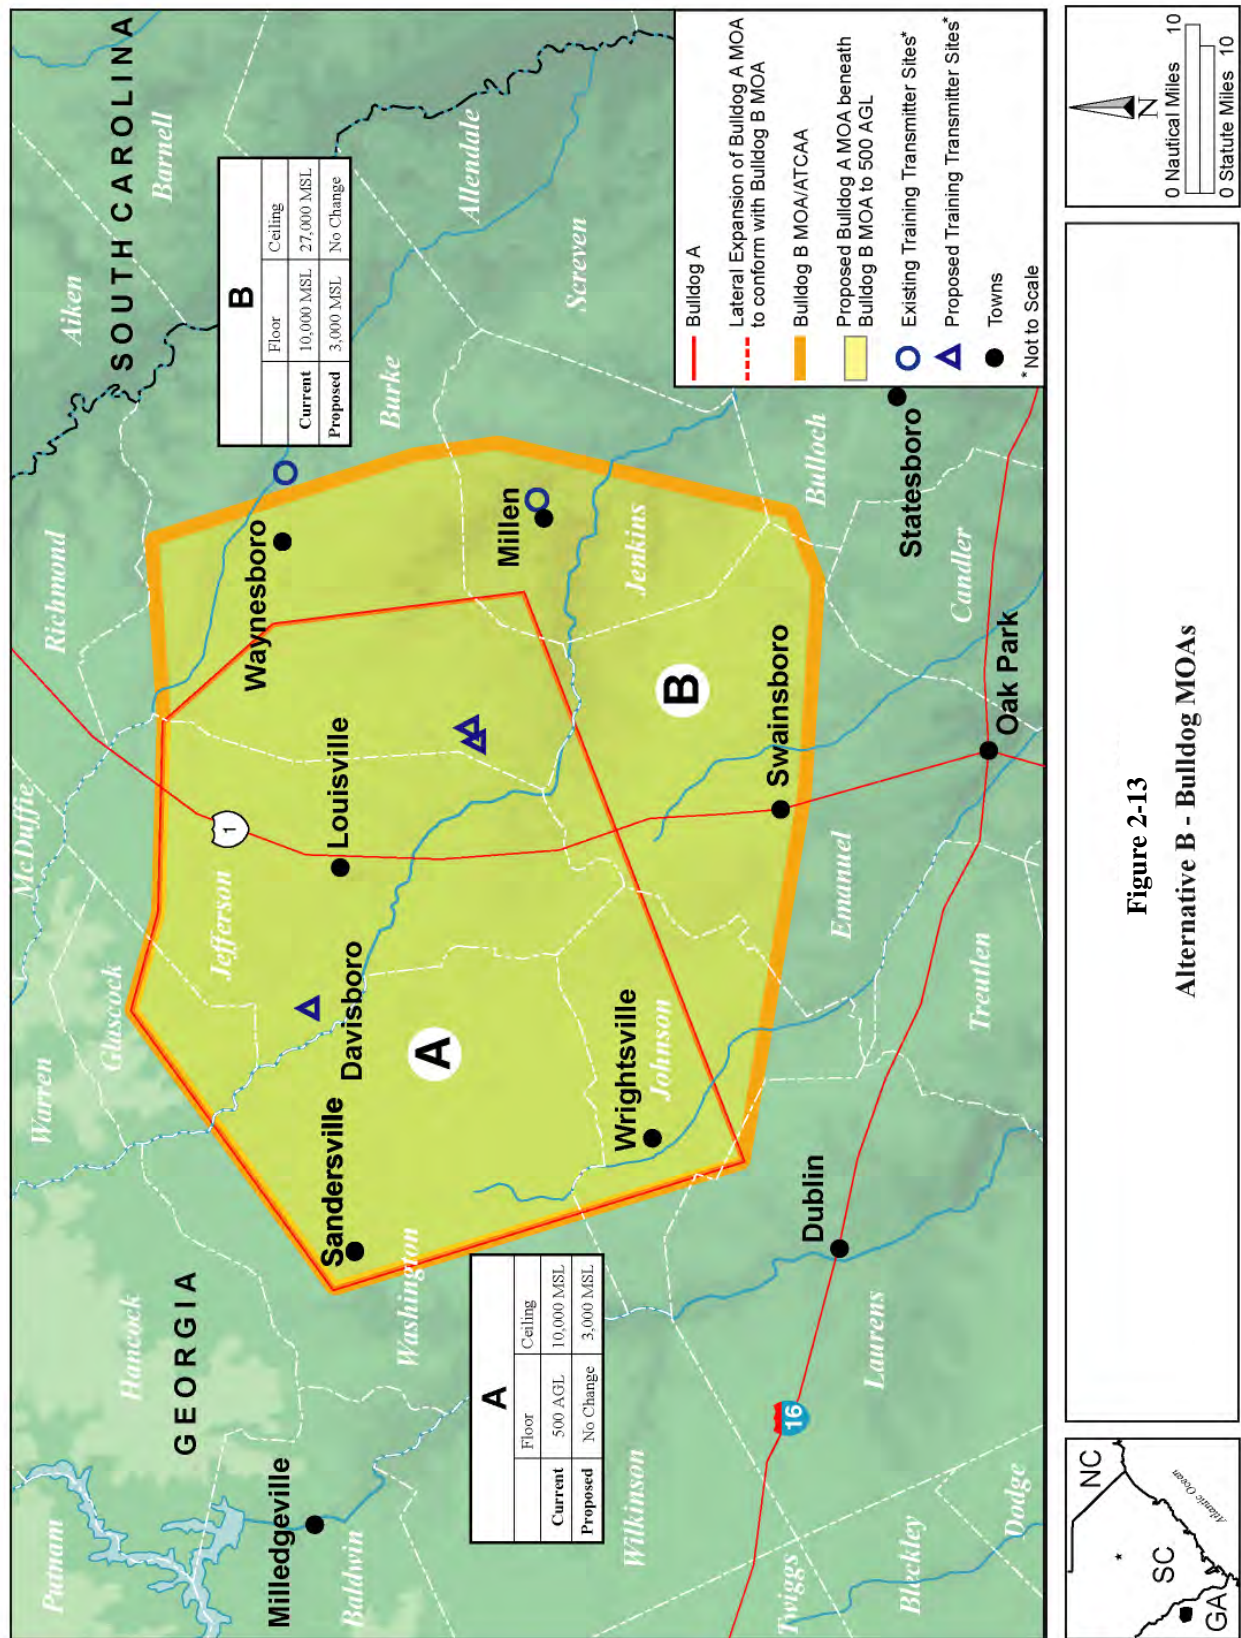 SOUTH CAROLINA
Aiken
Barnell
Allendale
Screven
Burke
Richmond
McDuffie
Warren
Glascock
Jefferson
Hancock
GEORGIA
Putnam
Baldwin
Washington
Wilkinson
Twiggs
Bleckley
Dodge
Laurens
Johnson
Treutlen
Emanuel
Candler
Bulloch
Jenkins
Milledgeville
Sandersville
Davisboro
Louisville
Waynesboro
Millen
Wrightsville
Swainsboro
Statesboro
Oak Park
Dublin
1
16
A
B
B
Floor Ceiling
Current 10,000 MSL 27,000 MSL
Proposed 3,000 MSL No Change
A
Floor Ceiling
Current 500 AGL 10,000 MSL
Proposed No Change 3,000 MSL
Bulldog A
Lateral Expansion of Bulldog A MOA
to conform with Bulldog B MOA
Bulldog B MOA/ATCAA
Proposed Bulldog A MOA beneath
Bulldog B MOA to 500 AGL
Existing Training Transmitter Sites*
Proposed Training Transmitter Sites*
Towns
*Not to Scale
NC
SC
GA
Atlantic Ocean
*
Figure 2-13
Alternative B - Bulldog MOAs
N
0 Nautical Miles 10
0 Statute Miles 10